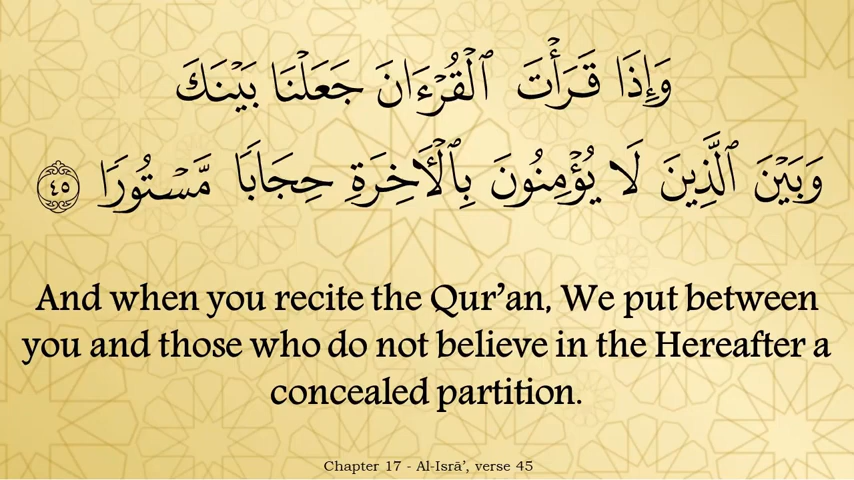 وَإِذَا قَرَأْتَ ٱلْقُرْءَانَ جَعَلْنَا بَيْنَكَ
وَبَيْنَ ٱلَّذِينَ لَا يُؤْمِنُونَ بِٱلْأَخِرَةِ حِجَابًا مَّسْتُورًا ٤٥
And when you recite the Qur’an, We put between
you and those who do not believe in the Hereafter a
concealed partition.
Chapter 17 - Al-Isrā’, verse 45